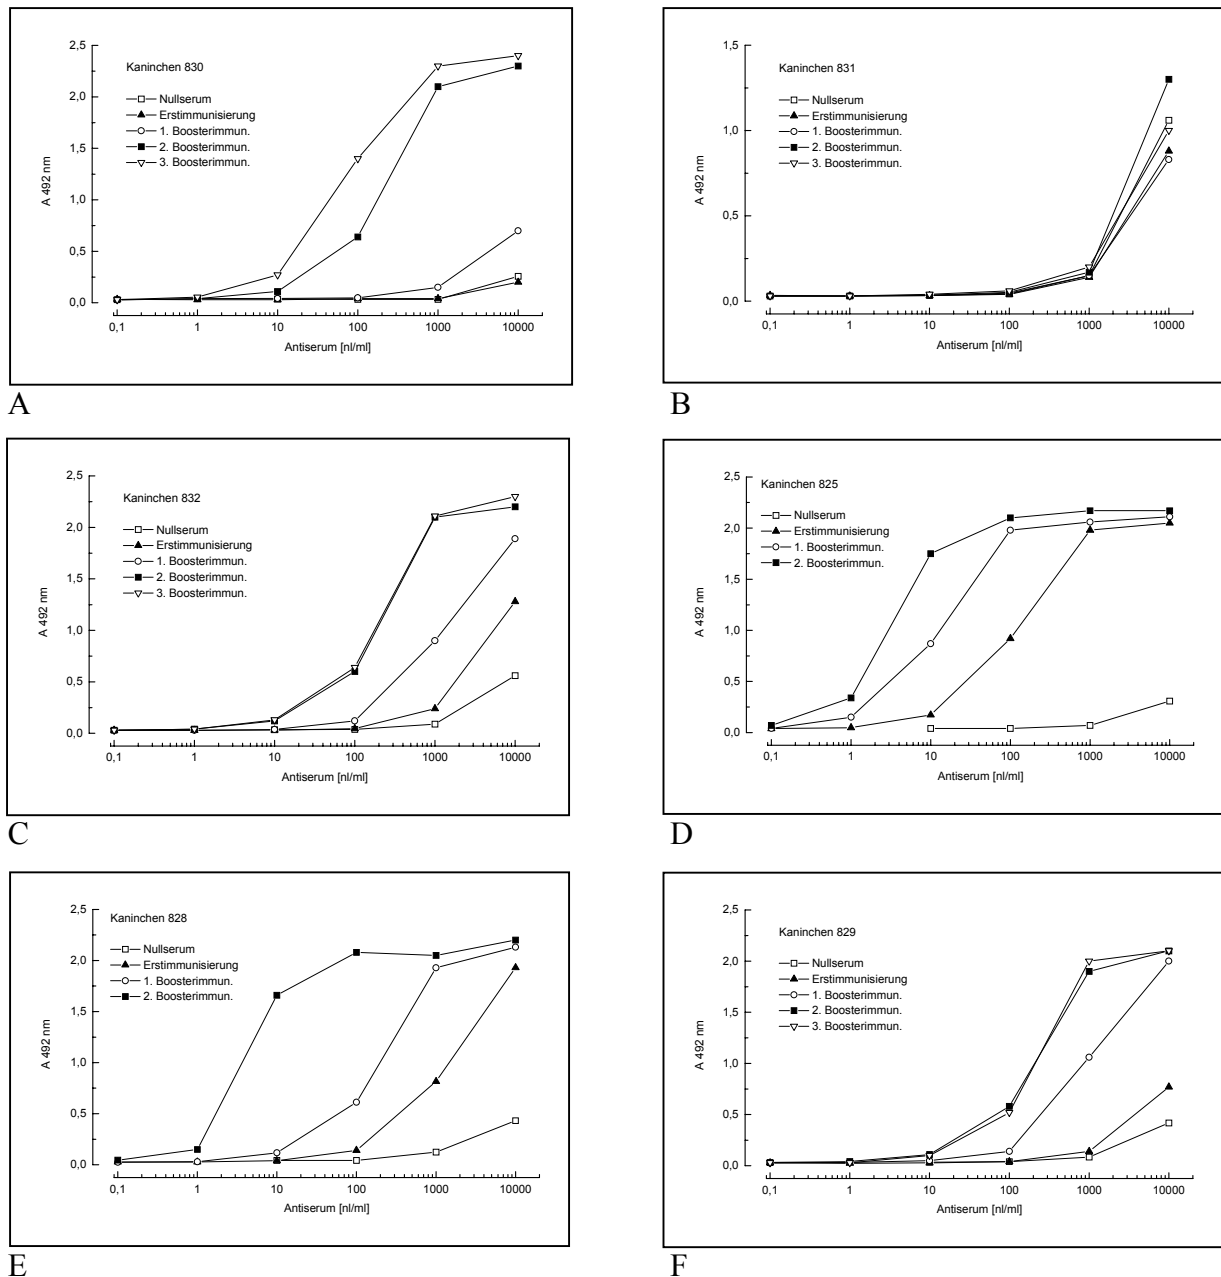 2,5
2,0
1,5
1,0
0,5
0,0
A 492 nm
Kaninchen 830
Nullserum
Erstimmunisierung
1. Boosterimmun.
2. Boosterimmun.
3. Boosterimmun.
0,1 1 10 100 1000 10000
Antiserum [nl/ml]
A
1,5
1,0
0,5
0,0
A 492 nm
Kaninchen 831
Nullserum
Erstimmunisierung
1. Boosterimmun.
2. Boosterimmun.
3. Boosterimmun.
0,1 1 10 100 1000 10000
Antiserum [nl/ml]
B
2,5
2,0
1,5
1,0
0,5
0,0
A 492 nm
Kaninchen 832
Nullserum
Erstimmunisierung
1. Boosterimmun.
2. Boosterimmun.
3. Boosterimmun.
0,1 1 10 100 1000 10000
Antiserum [nl/ml]
C
2,5
2,0
1,5
1,0
0,5
0,0
A 492 nm
Kaninchen 825
Nullserum
Erstimmunisierung
1. Boosterimmun.
2. Boosterimmun.
0,1 1 10 100 1000 10000
Antiserum [nl/ml]
D
2,5
2,0
1,5
1,0
0,5
0,0
A 492 nm
Kaninchen 828
Nullserum
Erstimmunisierung
1. Boosterimmun.
2. Boosterimmun.
0,1 1 10 100 1000 10000
Antiserum [nl/ml]
E
2,5
2,0
1,5
1,0
0,5
0,0
A 492 nm
Kaninchen 829
Nullserum
Erstimmunisierung
1. Boosterimmun.
2. Boosterimmun.
3. Boosterimmun.
0,1 1 10 100 1000 10000
Antiserum [nl/ml]
F